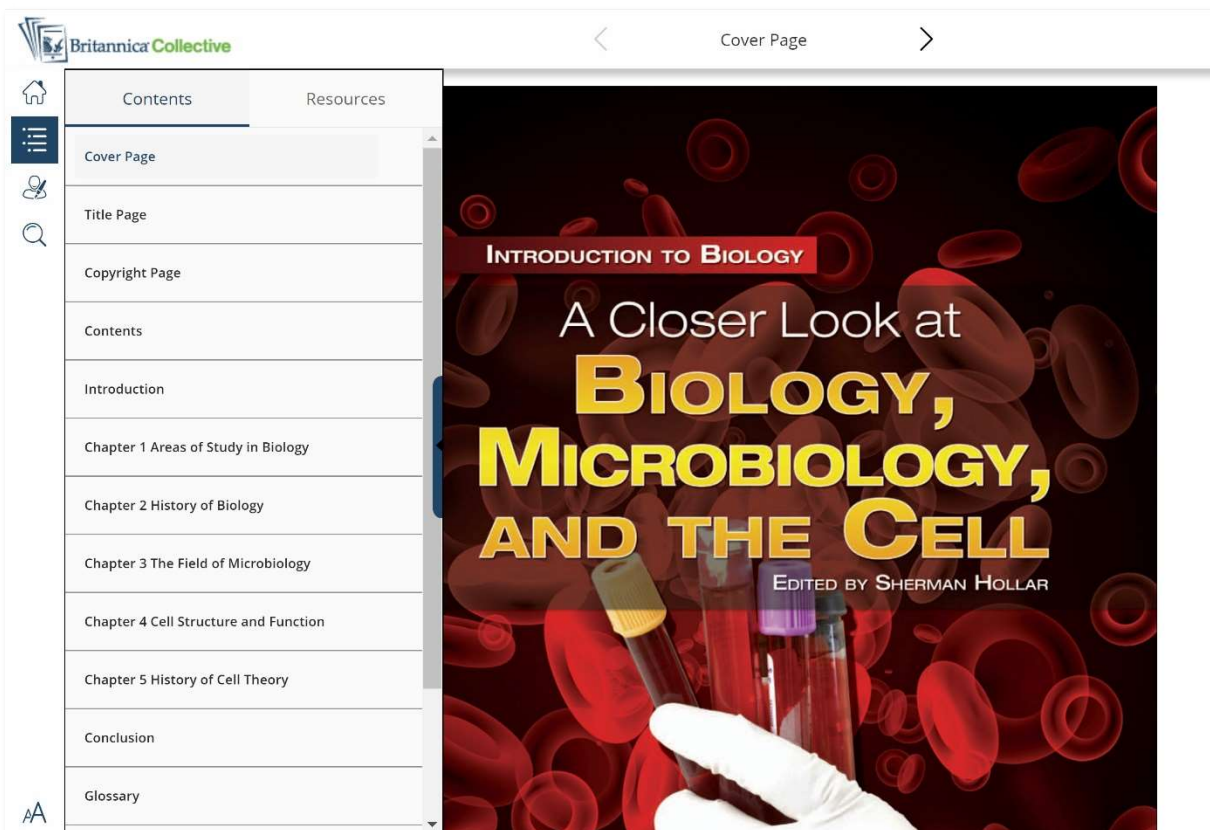 Britannica Collective
Cover Page
Contents
Resources
Cover Page
Title Page
Copyright Page
Contents
Introduction
Chapter 1 Areas of Study in Biology
Chapter 2 History of Biology
Chapter 3 The Field of Microbiology
Chapter 4 Cell Structure and Function
Chapter 5 History of Cell Theory
Conclusion
Glossary
AA
INTRODUCTION TO BIOLOGY
A Closer Look at
BIOLOGY,
MICROBIOLOGY,
AND THE CELL
EDITED BY SHERMAN HOLLAR